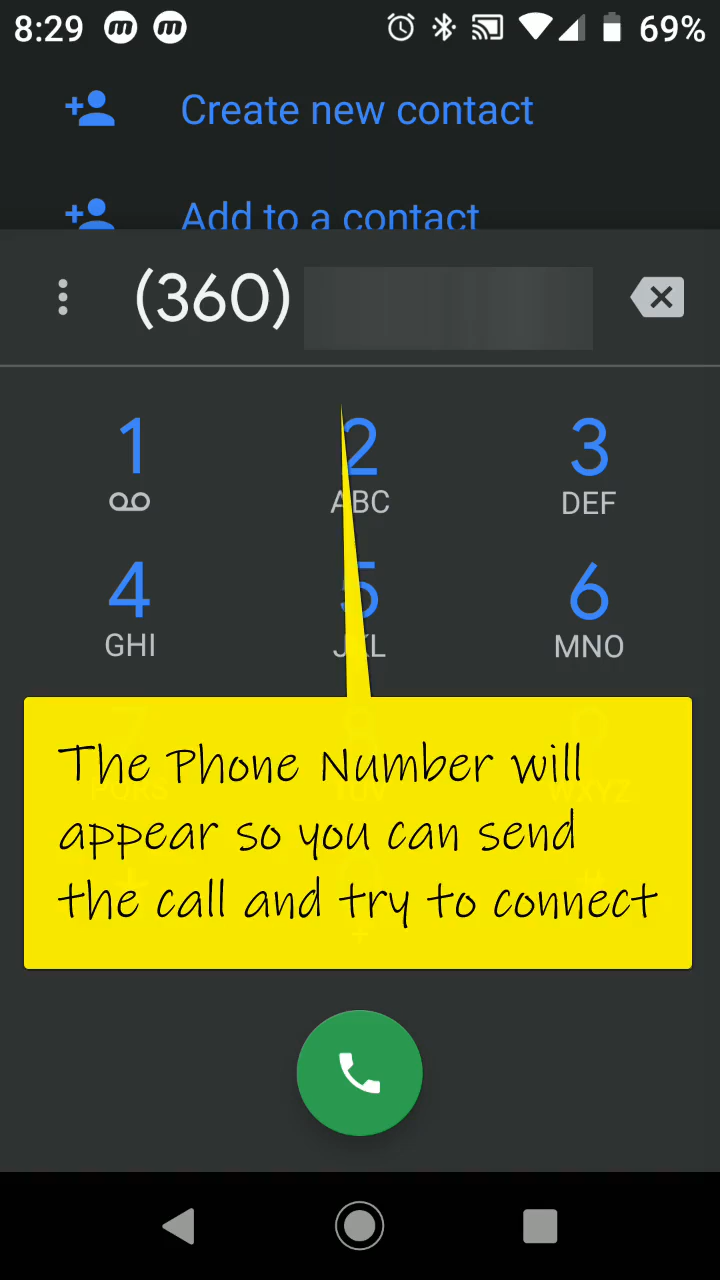 8:29 m m 69%
Create new contact
Add to a contact
(360)
1 2 3
ABC DEF
4 5 6
GHI JKL MNO
The Phone Number will
appear so you can send
the call and try to connect